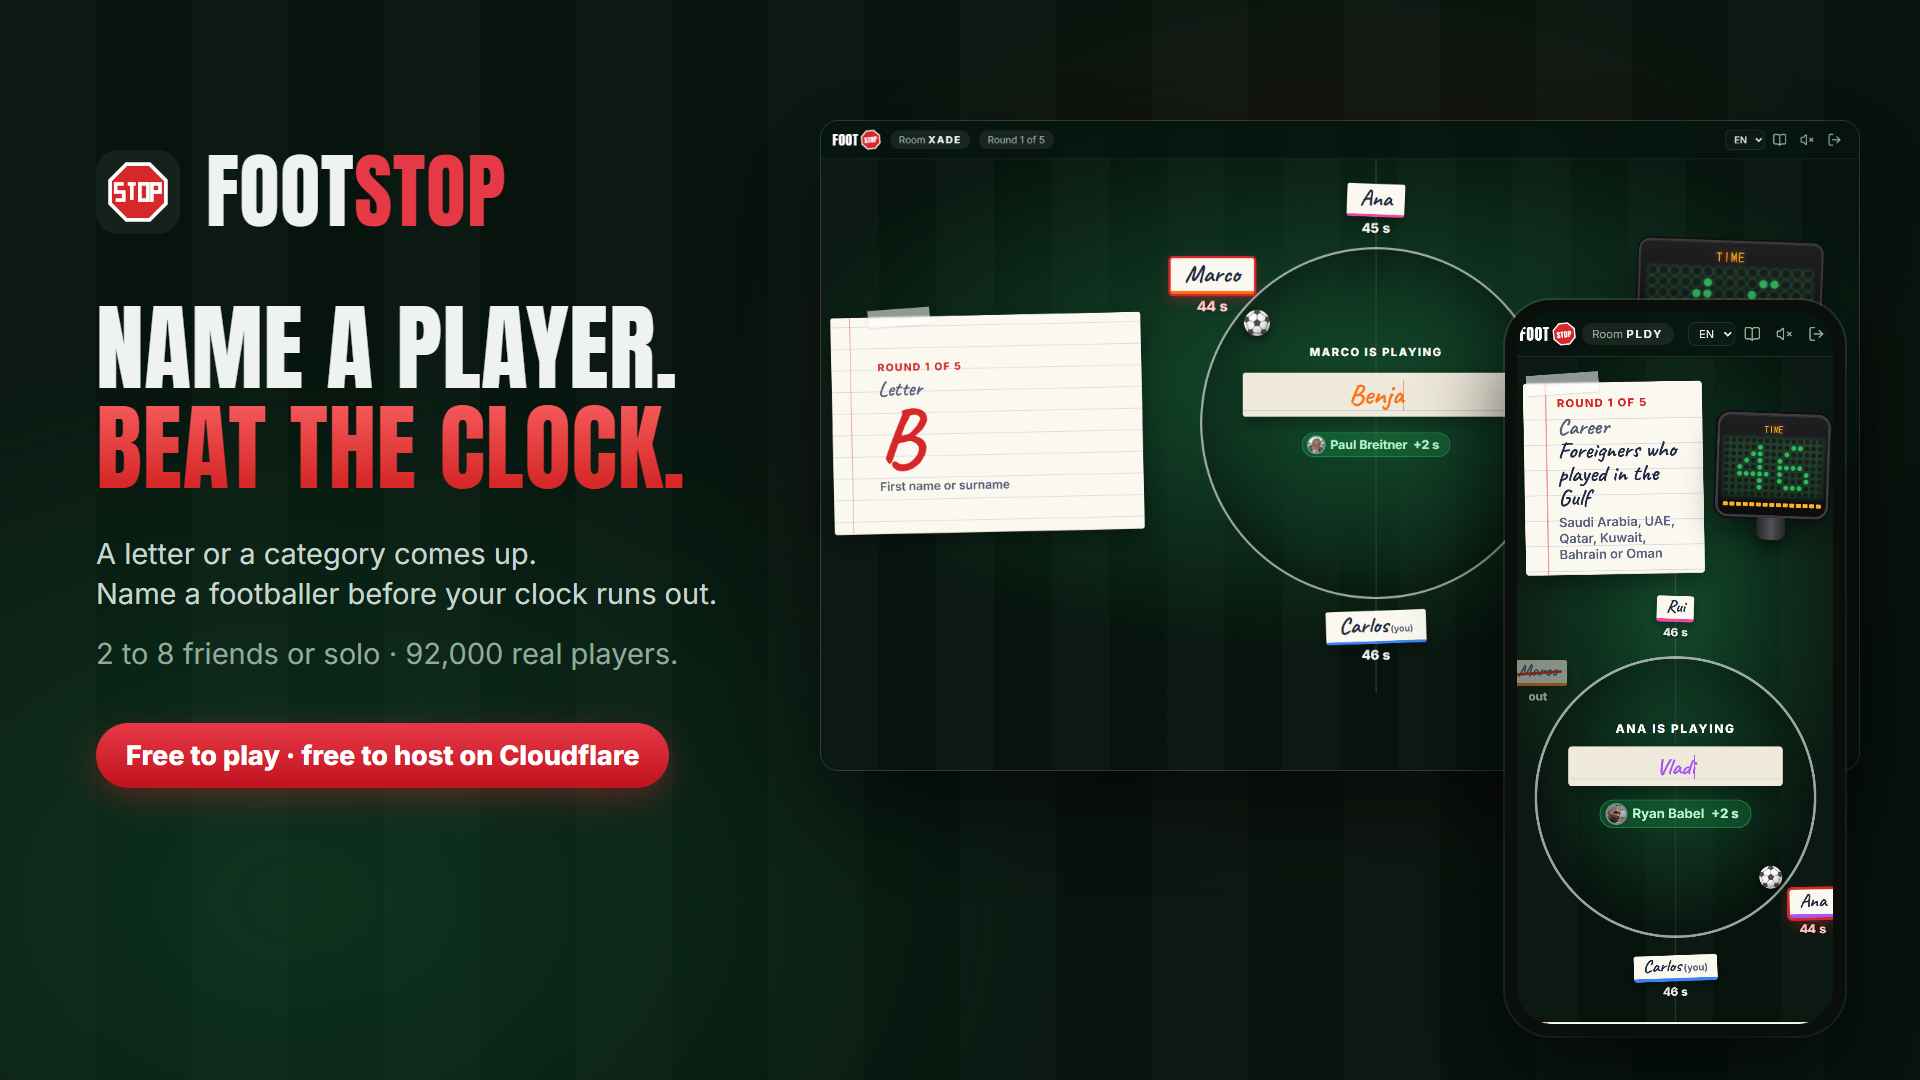 STOP FOOTSTOP
NAME A PLAYER.
BEAT THE CLOCK.
A letter or a category comes up.
Name a footballer before your clock runs out.
2 to 8 friends or solo · 92,000 real players.
Free to play · free to host on Cloudflare
FOOT STOP Room XADE Round 1 of 5 EN
Ana
45 s
Marco
44 s
ROUND 1 OF 5
Letter
B
First name or surname
MARCO IS PLAYING
Benja
Paul Breitner +2 s
Carlos (you)
46 s
TIME
FOOT STOP Room PLDY EN
ROUND 1 OF 5
Career
Foreigners who
played in the
Gulf
Saudi Arabia, UAE,
Qatar, Kuwait,
Bahrain or Oman
TIME
46
Rui
46 s
Marco
out
ANA IS PLAYING
Vladi
Ryan Babel +2 s
Ana
44 s
Carlos (you)
46 s